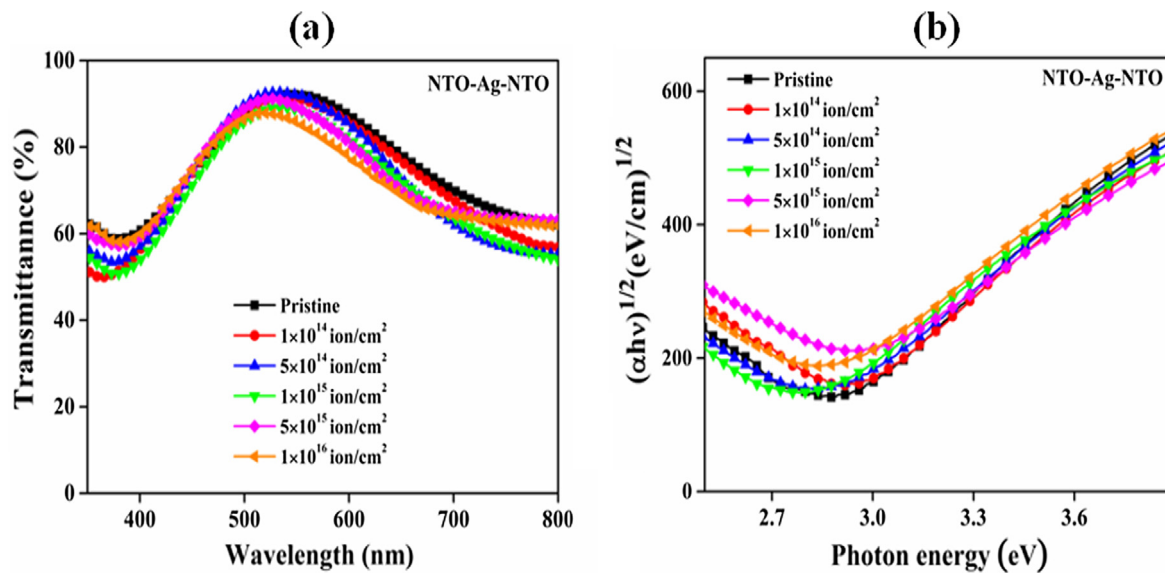 (a)
NTO-Ag-NTO
Transmittance (%)
100
80
60
40
20
0
Pristine
1×10¹⁴ ion/cm²
5×10¹⁴ ion/cm²
1×10¹⁵ ion/cm²
5×10¹⁵ ion/cm²
1×10¹⁶ ion/cm²
400 500 600 700 800
Wavelength (nm)
(b)
NTO-Ag-NTO
(αhν)¹/²(eV/cm)¹/²
600
400
200
0
Pristine
1×10¹⁴ ion/cm²
5×10¹⁴ ion/cm²
1×10¹⁵ ion/cm²
5×10¹⁵ ion/cm²
1×10¹⁶ ion/cm²
2.7 3.0 3.3 3.6
Photon energy (eV)